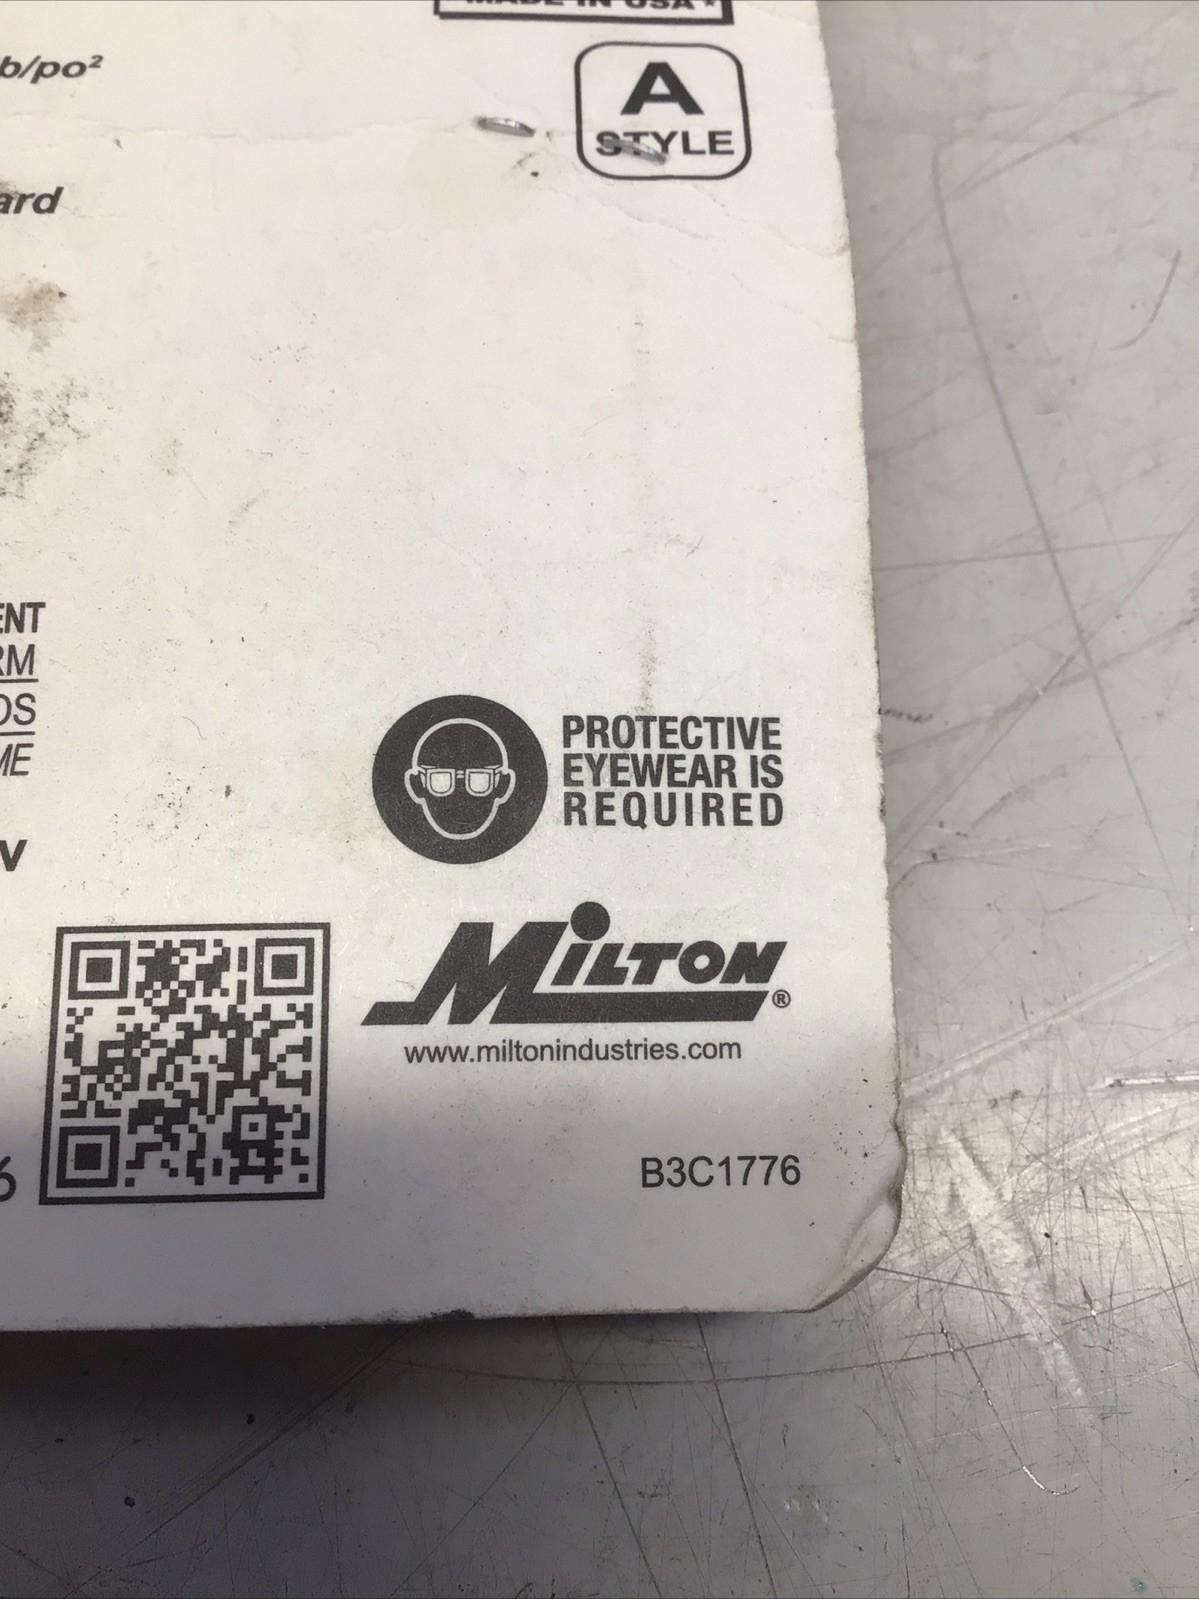 MADE IN USA *
b/po²
A
STYLE
ard
ENT
RM
DS
ME
PROTECTIVE
EYEWEAR IS
REQUIRED
v
MiLTON®
www.miltonindustries.com
6
B3C1776